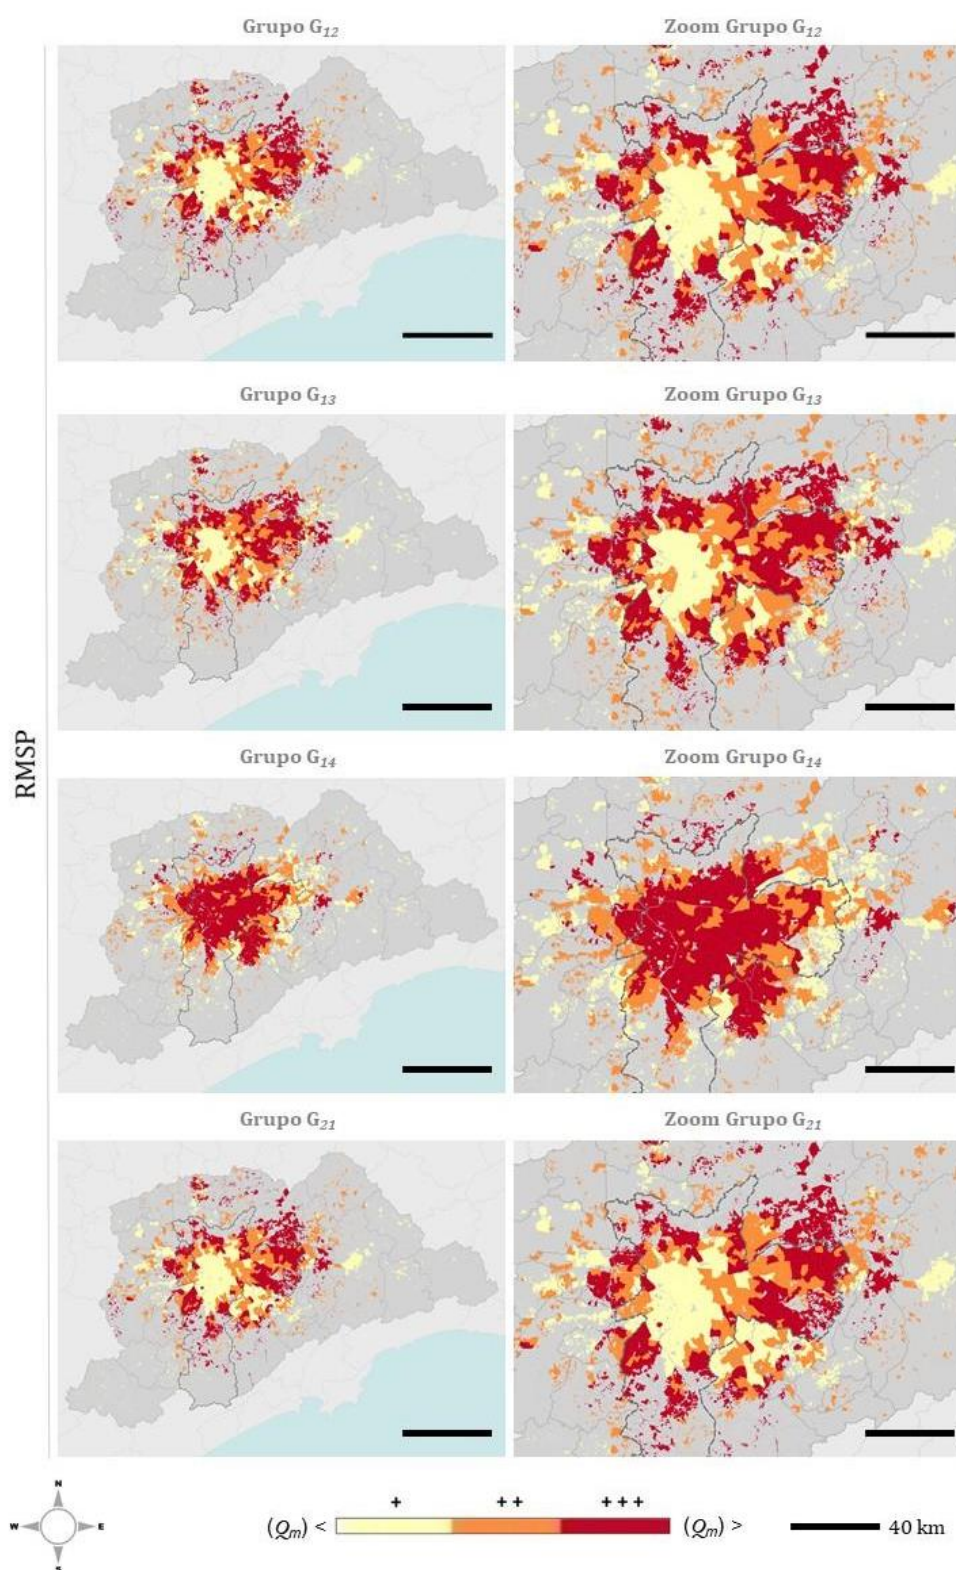 Grupo G12
Zoom Grupo G12
Grupo G13
Zoom Grupo G13
RMSP
Grupo G14
Zoom Grupo G14
Grupo G21
Zoom Grupo G21
N
W
E
S
+
++
+++
(Qm) <
(Qm) >
40 km